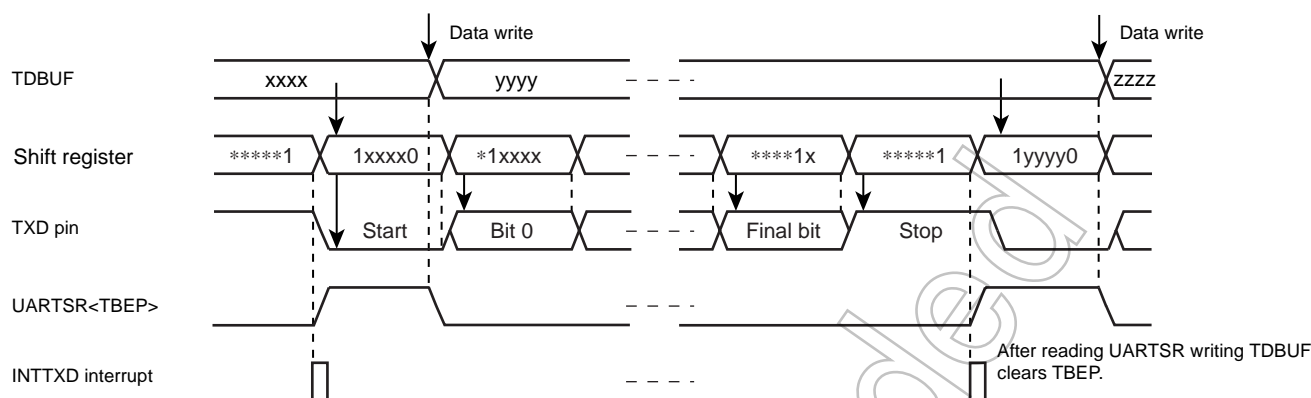 Data write
Data write
TDBUF
xxxx
yyyy
zzzz
Shift register
*****1
1xxxx0
*1xxxx
****1x
*****1
1yyyy0
TXD pin
Start
Bit 0
Final bit
Stop
UARTSR<TBEP>
After reading UARTSR writing TDBUF
clears TBEP.
INTTXD interrupt